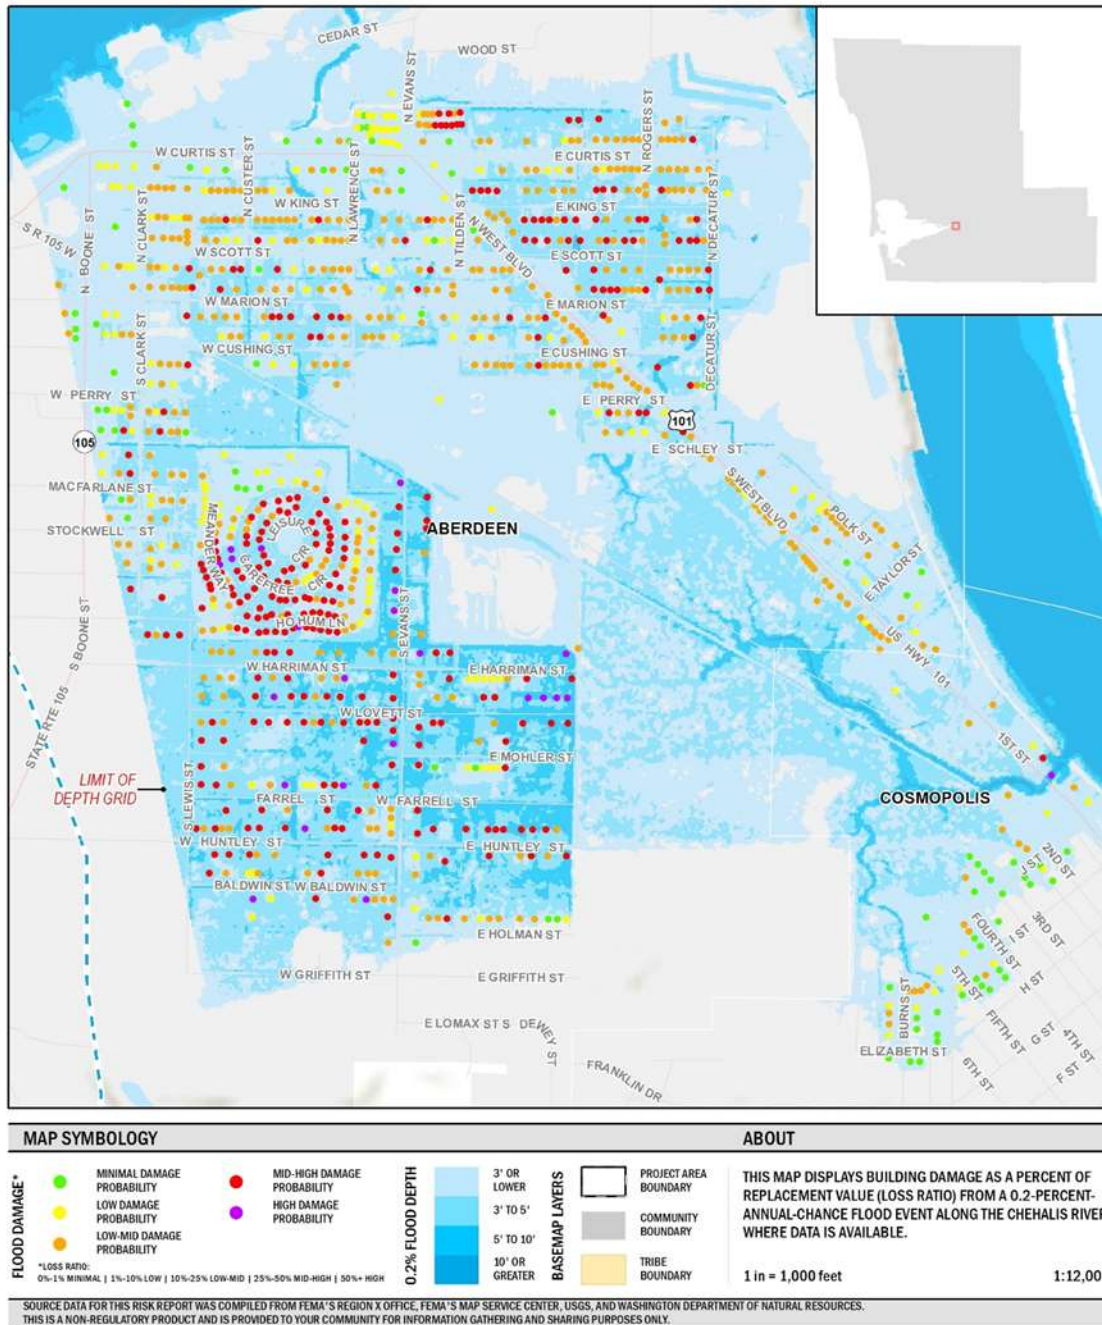 CEDAR ST
WOOD ST
N EVANS ST
N ROGERS ST
W CURTIS ST
E CURTIS ST
N CUSTER ST
N LAWRENCE ST
W KING ST
E KING ST
N CLARK ST
N TILDEN ST
N WEST BLVD
N DECATUR ST
S R 105 W
N BOONE ST
W SCOTT ST
E SCOTT ST
W MARION ST
E MARION ST
S CLARK ST
W CUSHING ST
E CUSHING ST
DECATUR ST
W PERRY ST
E PERRY ST
101
105
E SCHLEY ST
MACFARLANE ST
S WEST BLVD
POLK ST
STOCKWELL ST
MEANDER WAY
LEISURE
CIR
CAREFREE CIR
ABERDEEN
E TAYLOR ST
HO HUM LN
S EVANS ST
S BOONE ST
US HWY 101
W HARRIMAN ST
E HARRIMAN ST
W LOVETT ST
STATE RTE 105
1ST ST
E MOHLER ST
LIMIT OF
DEPTH GRID
S LEWIS ST
FARREL ST
W FARRELL ST
COSMOPOLIS
W HUNTLEY ST
E HUNTLEY ST
J ST
2ND ST
BALDWIN ST
W BALDWIN ST
I ST
3RD ST
FOURTH ST
E HOLMAN ST
H ST
W GRIFFITH ST
E GRIFFITH ST
5TH ST
BURNS ST
FIFTH ST
G ST
4TH ST
E LOMAX ST
S DEWEY ST
ELIZABETH ST
6TH ST
F ST
FRANKLIN DR
MAP SYMBOLOGY
ABOUT
FLOOD DAMAGE*
MINIMAL DAMAGE
PROBABILITY
LOW DAMAGE
PROBABILITY
LOW-MID DAMAGE
PROBABILITY
MID-HIGH DAMAGE
PROBABILITY
HIGH DAMAGE
PROBABILITY
*LOSS RATIO:
0%-1% MINIMAL | 1%-10% LOW | 10%-25% LOW-MID | 25%-50% MID-HIGH | 50%+ HIGH
0.2% FLOOD DEPTH
3' OR
LOWER
3' TO 5'
5' TO 10'
10' OR
GREATER
BASEMAP LAYERS
PROJECT AREA
BOUNDARY
COMMUNITY
BOUNDARY
TRIBE
BOUNDARY
THIS MAP DISPLAYS BUILDING DAMAGE AS A PERCENT OF
REPLACEMENT VALUE (LOSS RATIO) FROM A 0.2-PERCENT-
ANNUAL-CHANCE FLOOD EVENT ALONG THE CHEHALIS RIVER
WHERE DATA IS AVAILABLE.
1 in = 1,000 feet
1:12,00
SOURCE DATA FOR THIS RISK REPORT WAS COMPILED FROM FEMA'S REGION X OFFICE, FEMA'S MAP SERVICE CENTER, USGS, AND WASHINGTON DEPARTMENT OF NATURAL RESOURCES.
THIS IS A NON-REGULATORY PRODUCT AND IS PROVIDED TO YOUR COMMUNITY FOR INFORMATION GATHERING AND SHARING PURPOSES ONLY.